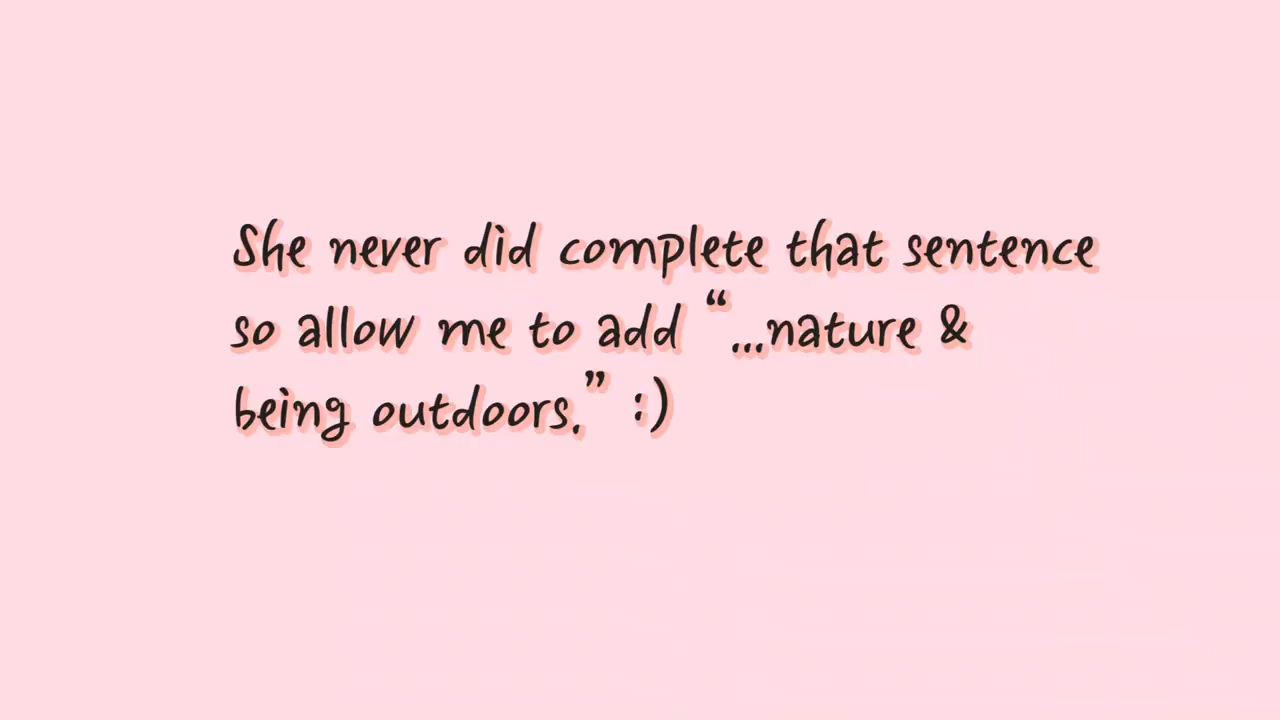 She never did complete that sentence
so allow me to add “...nature &
being outdoors.” :)